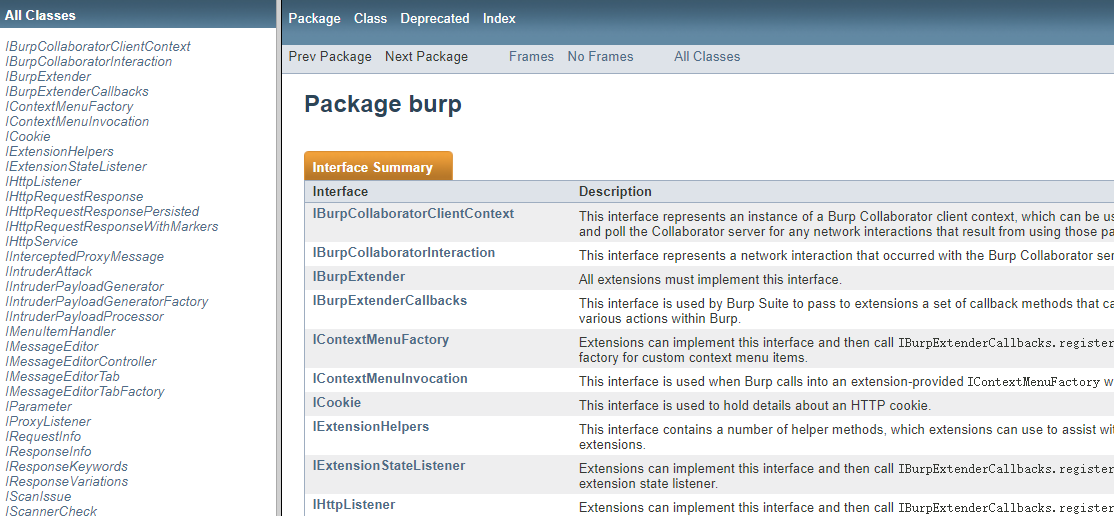 All Classes
IBurpCollaboratorClientContext
IBurpCollaboratorInteraction
IBurpExtender
IBurpExtenderCallbacks
IContextMenuFactory
IContextMenuInvocation
ICookie
IExtensionHelpers
IExtensionStateListener
IHttpListener
IHttpRequestResponse
IHttpRequestResponsePersisted
IHttpRequestResponseWithMarkers
IHttpService
IInterceptedProxyMessage
IIntruderAttack
IIntruderPayloadGenerator
IIntruderPayloadGeneratorFactory
IIntruderPayloadProcessor
IMenuItemHandler
IMessageEditor
IMessageEditorController
IMessageEditorTab
IMessageEditorTabFactory
IParameter
IProxyListener
IRequestInfo
IResponseInfo
IResponseKeywords
IResponseVariations
IScanIssue
IScannerCheck
Package Class Deprecated Index
Prev Package Next Package Frames No Frames All Classes
Package burp
Interface Summary
Interface Description
IBurpCollaboratorClientContext This interface represents an instance of a Burp Collaborator client context, which can be us
and poll the Collaborator server for any network interactions that result from using those pa
IBurpCollaboratorInteraction This interface represents a network interaction that occurred with the Burp Collaborator ser
IBurpExtender All extensions must implement this interface.
IBurpExtenderCallbacks This interface is used by Burp Suite to pass to extensions a set of callback methods that ca
various actions within Burp.
IContextMenuFactory Extensions can implement this interface and then call IBurpExtenderCallbacks.register
factory for custom context menu items.
IContextMenuInvocation This interface is used when Burp calls into an extension-provided IContextMenuFactory w
ICookie This interface is used to hold details about an HTTP cookie.
IExtensionHelpers This interface contains a number of helper methods, which extensions can use to assist wit
extensions.
IExtensionStateListener Extensions can implement this interface and then call IBurpExtenderCallbacks.register
extension state listener.
IHttpListener Extensions can implement this interface and then call IBurpExtenderCallbacks.register